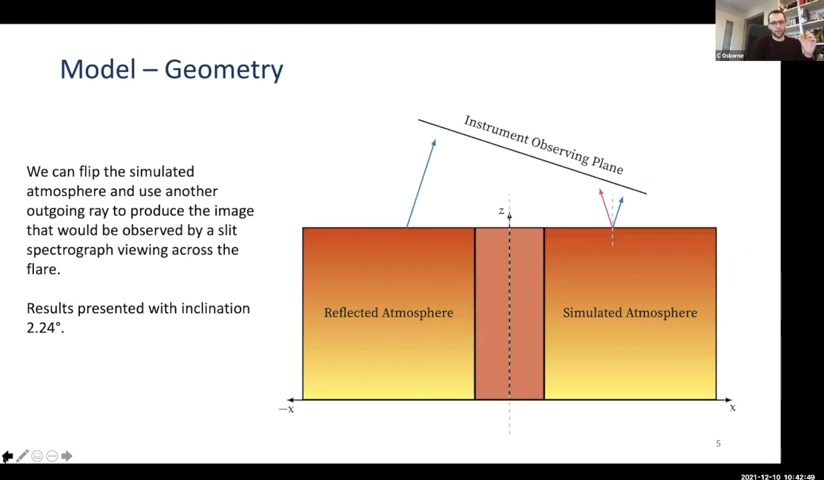 C Osborne
Model – Geometry
Instrument Observing Plane
We can flip the simulated
atmosphere and use another
outgoing ray to produce the image
that would be observed by a slit
spectrograph viewing across the
flare.
Results presented with inclination
2.24°.
z
Reflected Atmosphere
Simulated Atmosphere
−x
x
5
2021-12-10 10:42:49